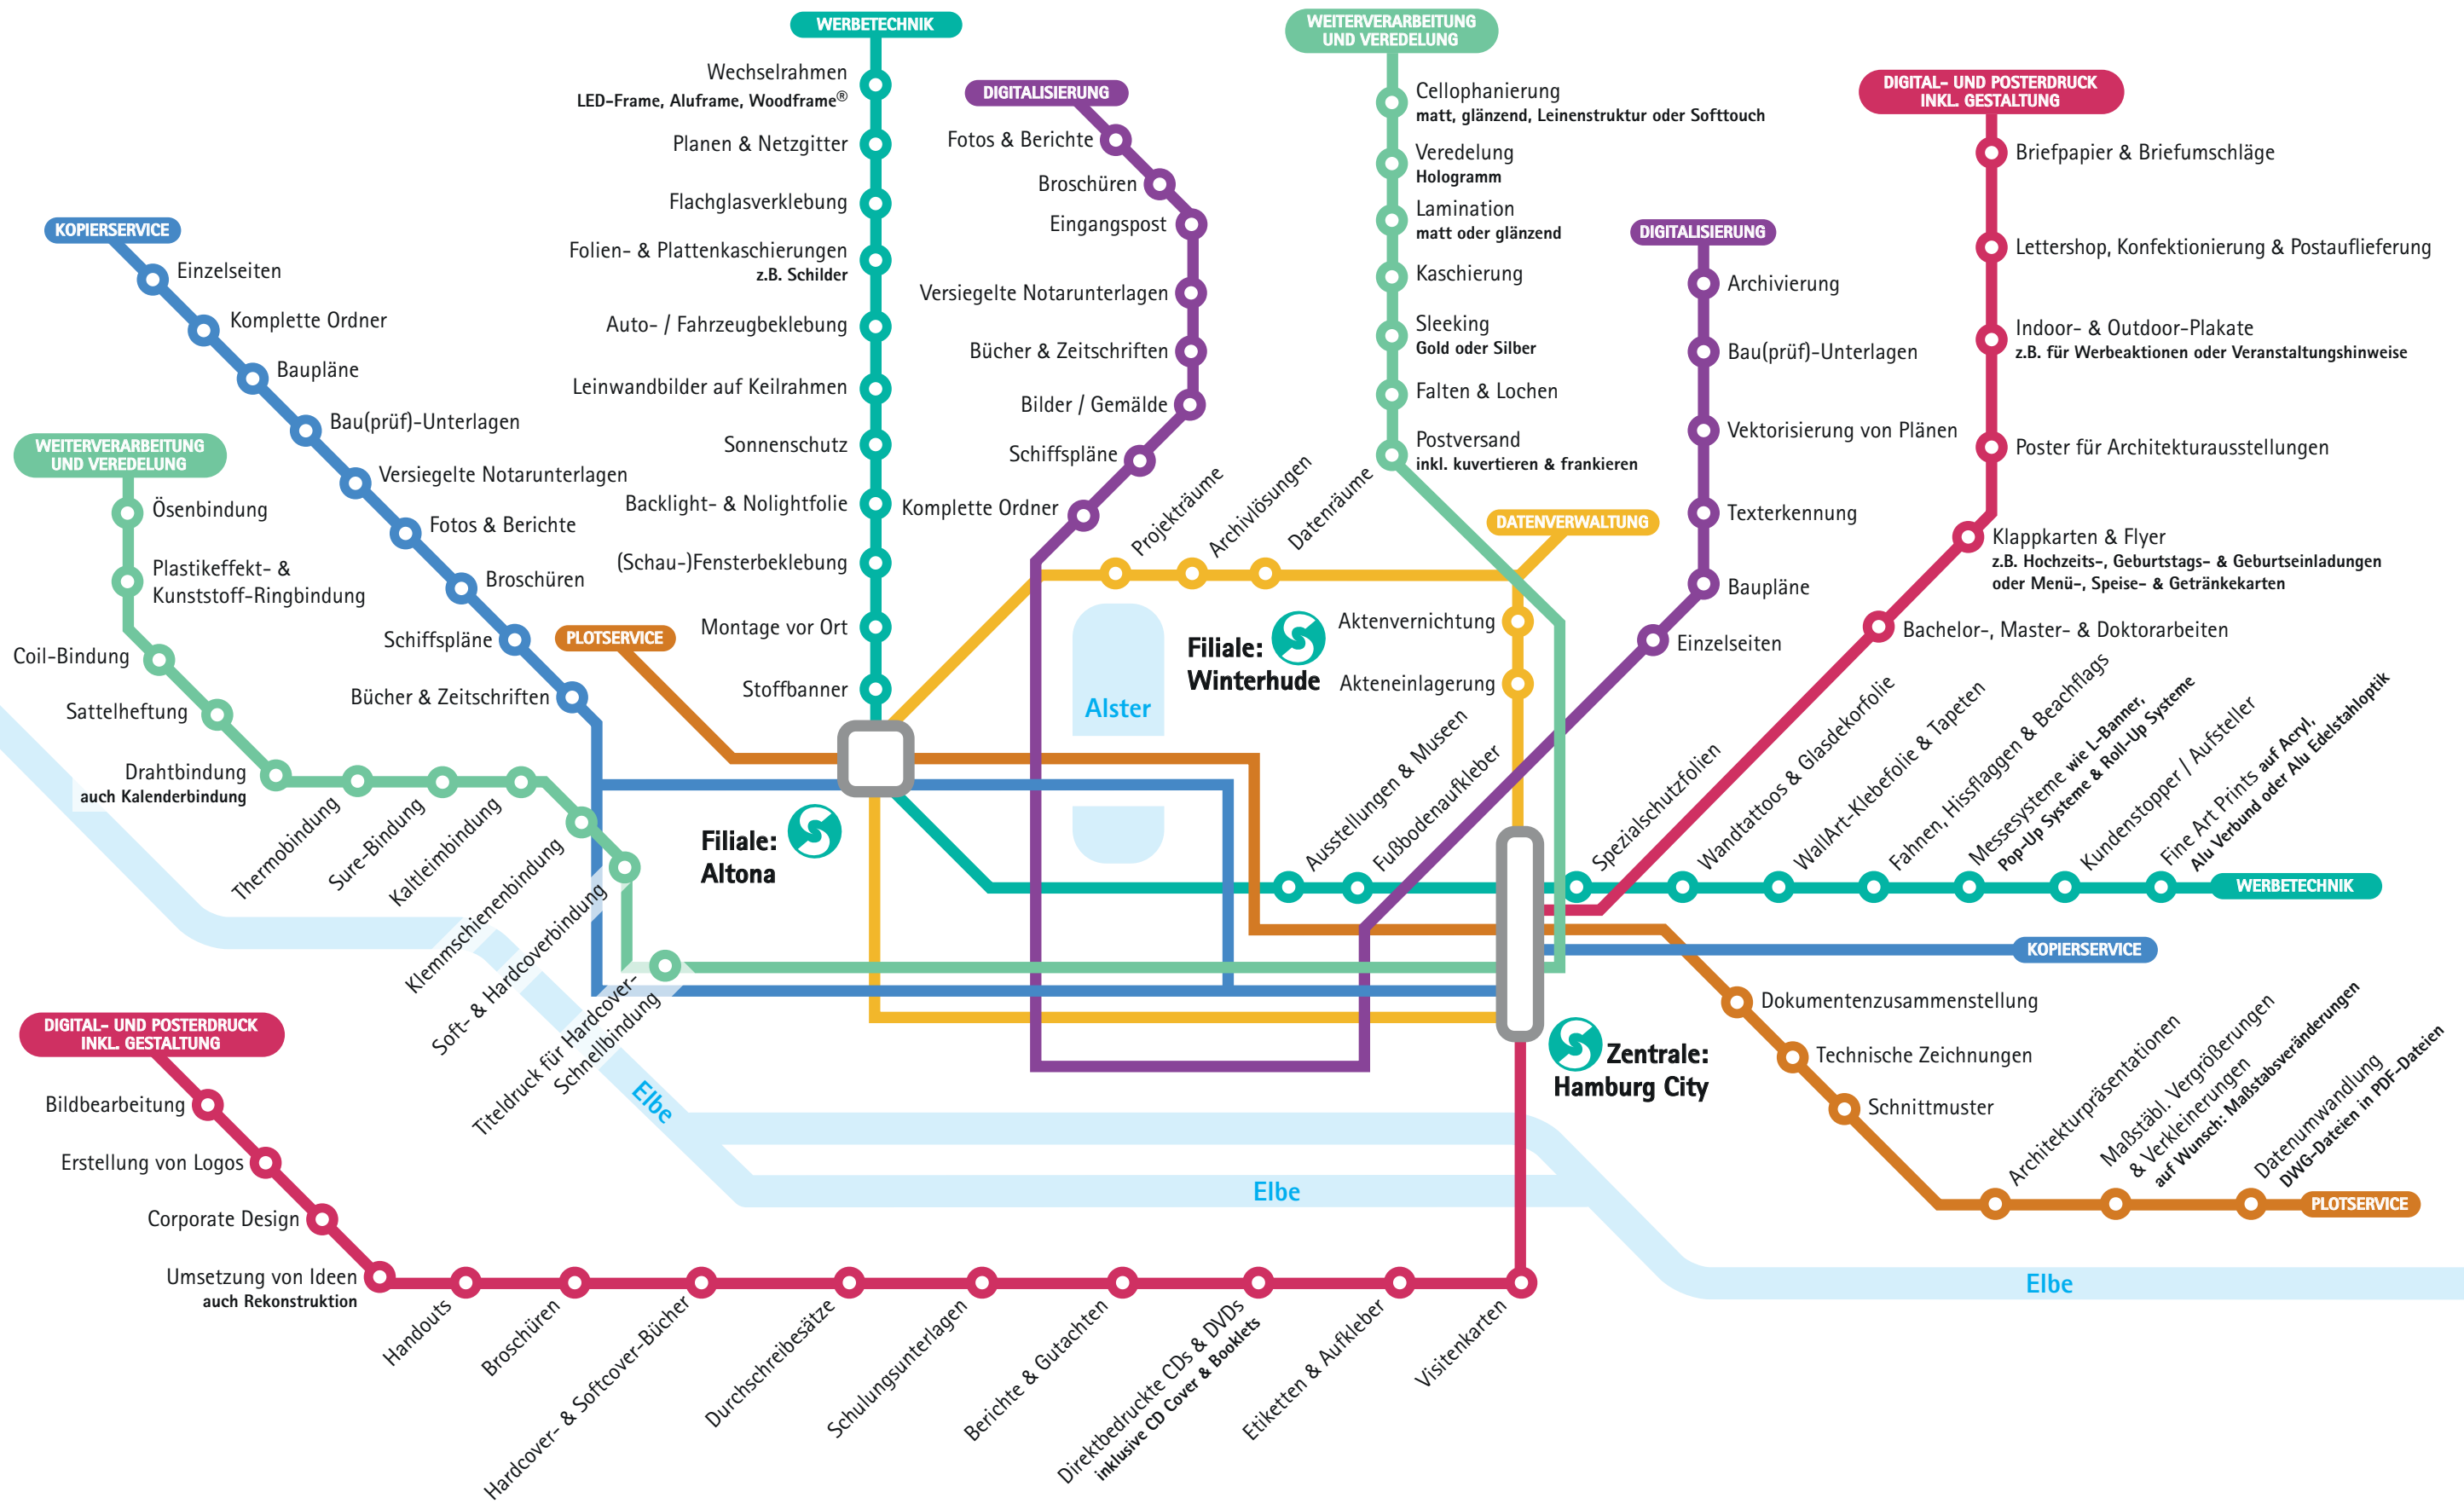 WERBETECHNIK
Wechselrahmen
LED-Frame, Aluframe, Woodframe®
Planen & Netzgitter
Flachglasverklebung
Folien- & Plattenkaschierungen
z.B. Schilder
Auto- / Fahrzeugbeklebung
Leinwandbilder auf Keilrahmen
Sonnenschutz
Backlight- & Nolightfolie
(Schau-)Fensterbeklebung
Montage vor Ort
Stoffbanner
DIGITALISIERUNG
Fotos & Berichte
Broschüren
Eingangspost
Versiegelte Notarunterlagen
Bücher & Zeitschriften
Bilder / Gemälde
Schiffspläne
Komplette Ordner
WEITERVERARBEITUNG
UND VEREDELUNG
Cellophanierung
matt, glänzend, Leinenstruktur oder Softtouch
Veredelung
Hologramm
Lamination
matt oder glänzend
Kaschierung
Sleeking
Gold oder Silber
Falten & Lochen
Postversand
inkl. kuvertieren & frankieren
DIGITALISIERUNG
Archivierung
Bau(prüf)-Unterlagen
Vektorisierung von Plänen
Texterkennung
Baupläne
Einzelseiten
DIGITAL- UND POSTERDRUCK
INKL. GESTALTUNG
Briefpapier & Briefumschläge
Lettershop, Konfektionierung & Postauflieferung
Indoor- & Outdoor-Plakate
z.B. für Werbeaktionen oder Veranstaltungshinweise
Poster für Architekturausstellungen
Klappkarten & Flyer
z.B. Hochzeits-, Geburtstags- & Geburtseinladungen
oder Menü-, Speise- & Getränkekarten
Bachelor-, Master- & Doktorarbeiten
KOPIERSERVICE
Einzelseiten
Komplette Ordner
Baupläne
Bau(prüf)-Unterlagen
Versiegelte Notarunterlagen
Fotos & Berichte
Broschüren
Schiffspläne
Bücher & Zeitschriften
WEITERVERARBEITUNG
UND VEREDELUNG
Ösenbindung
Plastikeffekt- &
Kunststoff-Ringbindung
Coil-Bindung
Sattelheftung
Drahtbindung
auch Kalenderbindung
Thermobindung
Sure-Bindung
Kaltleimbindung
Klemmschienenbindung
Soft- & Hardcoverbindung
Titeldruck für Hardcover-
Schnellbindung
PLOTSERVICE
Projekträume
Archivlösungen
Datenräume
DATENVERWALTUNG
Aktenvernichtung
Akteneinlagerung
Filiale:
Winterhude
Alster
Filiale:
Altona
Ausstellungen & Museen
Fußbodenaufkleber
Spezialschutzfolien
Wandtattoos & Glasdekorfolie
WallArt-Klebefolie & Tapeten
Fahnen, Hissflaggen & Beachflags
Messesysteme wie L-Banner,
Pop-Up Systeme & Roll-Up Systeme
Kundenstopper / Aufsteller
Fine Art Prints auf Acryl,
Alu Verbund oder Alu Edelstahloptik
WERBETECHNIK
KOPIERSERVICE
Zentrale:
Hamburg City
Dokumentenzusammenstellung
Technische Zeichnungen
Schnittmuster
Architekturpräsentationen
Maßstäbl. Vergrößerungen
& Verkleinerungen
auf Wunsch: Maßstabsveränderungen
Datenumwandlung
DWG-Dateien in PDF-Dateien
PLOTSERVICE
DIGITAL- UND POSTERDRUCK
INKL. GESTALTUNG
Bildbearbeitung
Erstellung von Logos
Corporate Design
Umsetzung von Ideen
auch Rekonstruktion
Handouts
Broschüren
Hardcover- & Softcover-Bücher
Durchschreibesätze
Schulungsunterlagen
Berichte & Gutachten
Direktbedruckte CDs & DVDs
inklusive CD Cover & Booklets
Etiketten & Aufkleber
Visitenkarten
Elbe
Elbe
Elbe